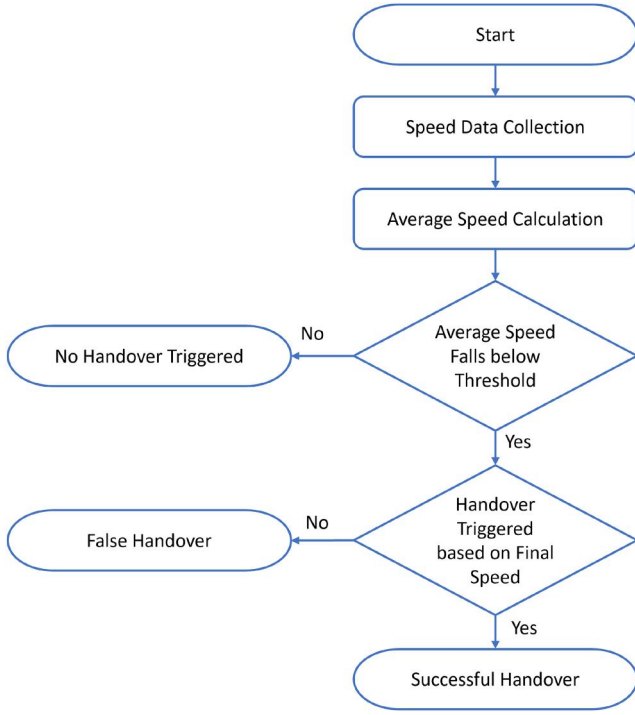 Start
Speed Data Collection
Average Speed Calculation
Average Speed
Falls below
Threshold
No
No Handover Triggered
Yes
Handover
Triggered
based on Final
Speed
No
False Handover
Yes
Successful Handover